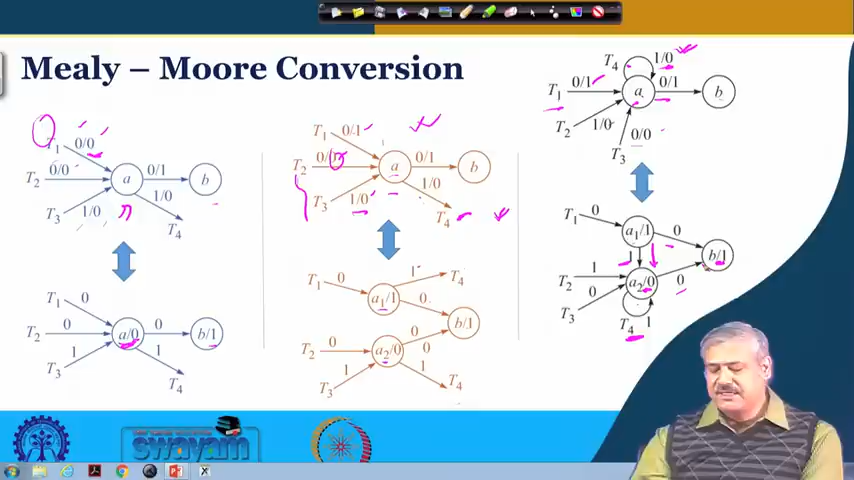 Mealy – Moore Conversion
T1 0/0
T2 0/0
T3 1/0
a 0/1 b
1/0
T4
T1 0
T2 0
T3 1
a/0 0 b/1
1
T4
T1 0/1
T2
T3 1/0
a 0/1 b
1/0
T4
T1 0
a1/1 1 T4
0
b/1
T2 0
T3 1
a2/0 0
0
1
T4
T4 1/0
T1 0/1
T2 1/0
T3 0/0
a 0/1 b
T1 0
a1/1 0
1
b/1
T2 1
T3 0
a2/0 0
T4 1
swayam